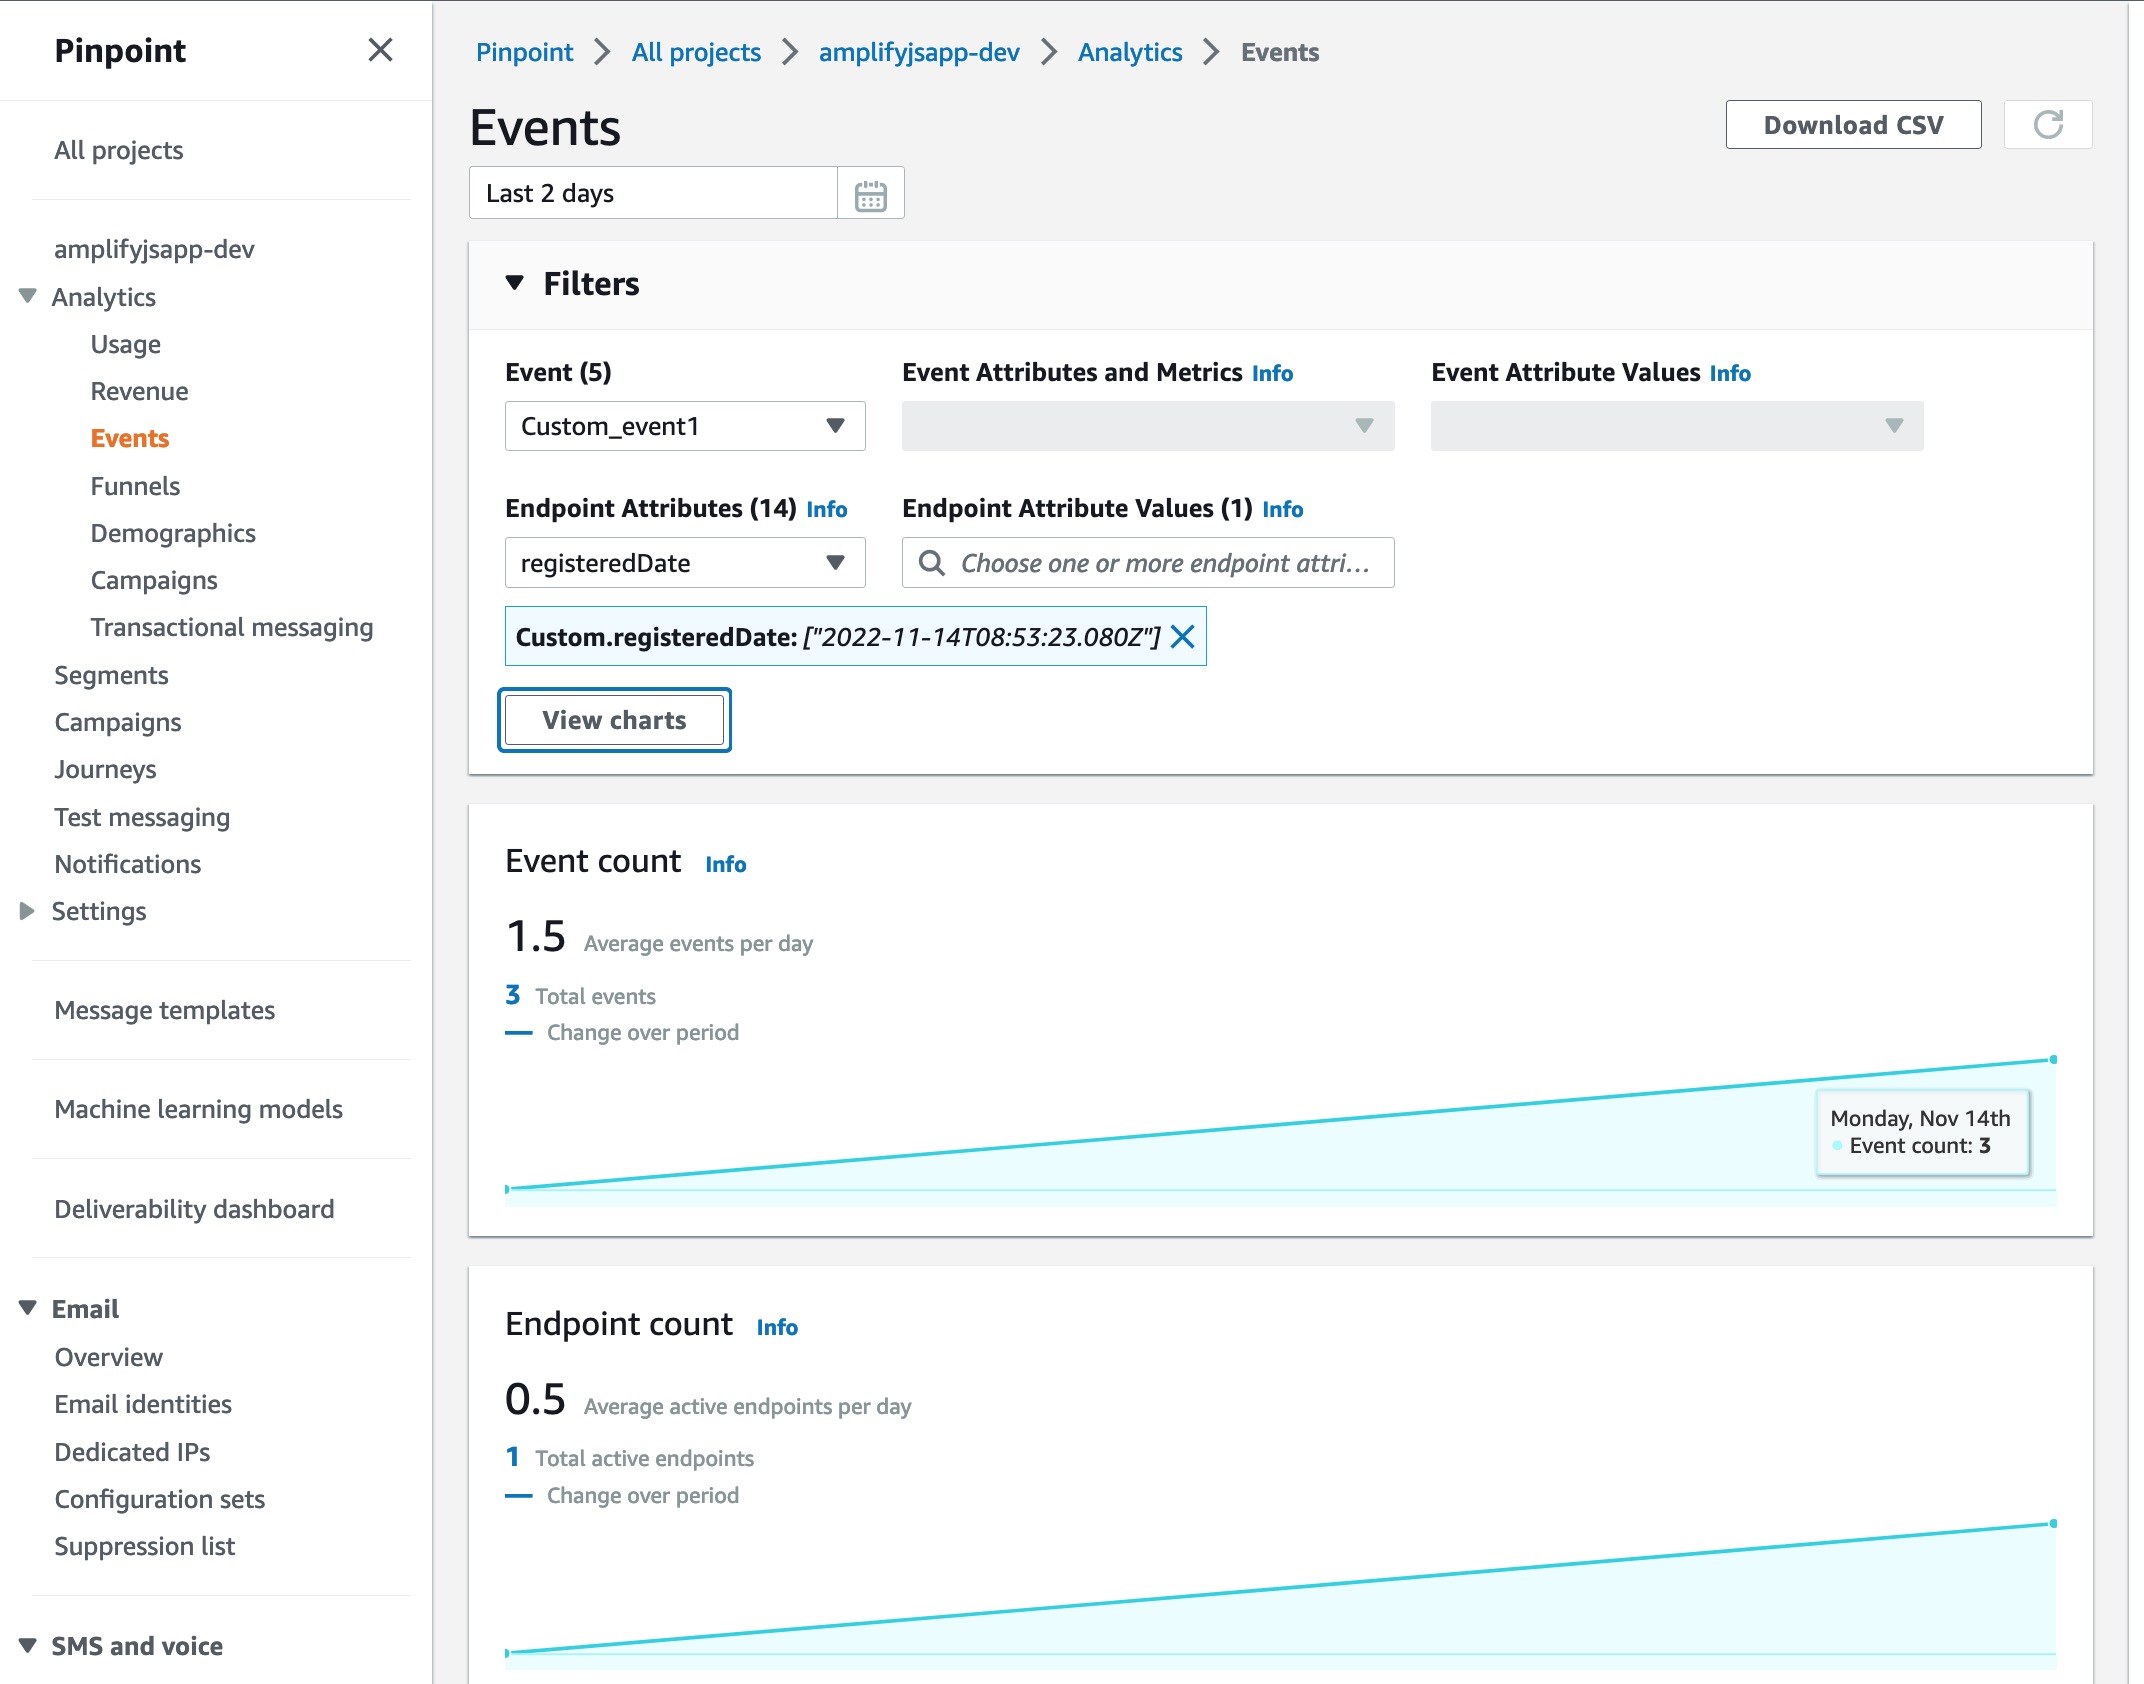 Pinpoint
All projects
amplifyjsapp-dev
Analytics
Usage
Revenue
Events
Funnels
Demographics
Campaigns
Transactional messaging
Segments
Campaigns
Journeys
Test messaging
Notifications
Settings
Message templates
Machine learning models
Deliverability dashboard
Email
Overview
Email identities
Dedicated IPs
Configuration sets
Suppression list
SMS and voice
Pinpoint All projects amplifyjsapp-dev Analytics Events
Events
Download CSV
Last 2 days
Filters
Event (5)
Custom_event1
Event Attributes and Metrics Info
Event Attribute Values Info
Endpoint Attributes (14) Info
registeredDate
Endpoint Attribute Values (1) Info
Choose one or more endpoint attri...
Custom.registeredDate: ["2022-11-14T08:53:23.080Z"]
View charts
Event count Info
1.5 Average events per day
3 Total events
Change over period
Monday, Nov 14th
Event count: 3
Endpoint count Info
0.5 Average active endpoints per day
1 Total active endpoints
Change over period